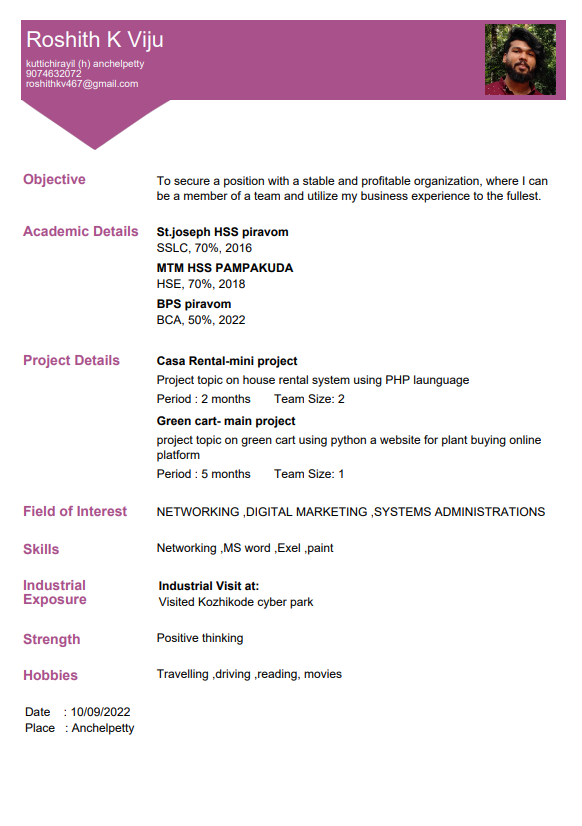 Roshith K Viju
kuttichirayil (h) anchelpetty
9074632072
roshithkv467@gmail.com
Objective
To secure a position with a stable and profitable organization, where I can
be a member of a team and utilize my business experience to the fullest.
Academic Details
St.joseph HSS piravom
SSLC, 70%, 2016
MTM HSS PAMPAKUDA
HSE, 70%, 2018
BPS piravom
BCA, 50%, 2022
Project Details
Casa Rental-mini project
Project topic on house rental system using PHP launguage
Period : 2 months Team Size: 2
Green cart- main project
project topic on green cart using python a website for plant buying online
platform
Period : 5 months Team Size: 1
Field of Interest
NETWORKING ,DIGITAL MARKETING ,SYSTEMS ADMINISTRATIONS
Skills
Networking ,MS word ,Exel ,paint
Industrial
Exposure
Industrial Visit at:
Visited Kozhikode cyber park
Strength
Positive thinking
Hobbies
Travelling ,driving ,reading, movies
Date : 10/09/2022
Place : Anchelpetty